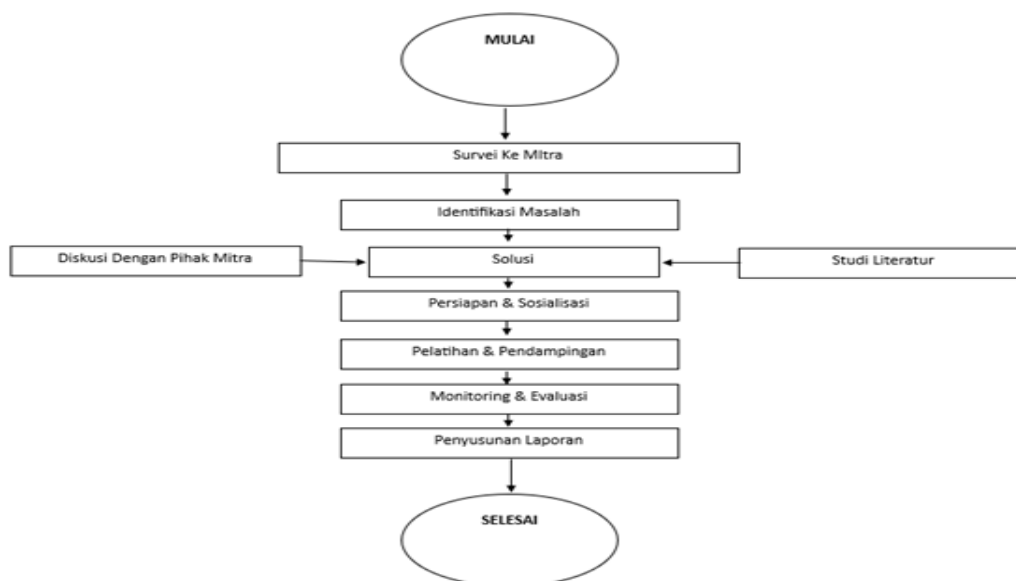 MULAI
Survei Ke MItra
Identifikasi Masalah
Diskusi Dengan Pihak Mitra
Solusi
Studi Literatur
Persiapan & Sosialisasi
Pelatihan & Pendampingan
Monitoring & Evaluasi
Penyusunan Laporan
SELESAI